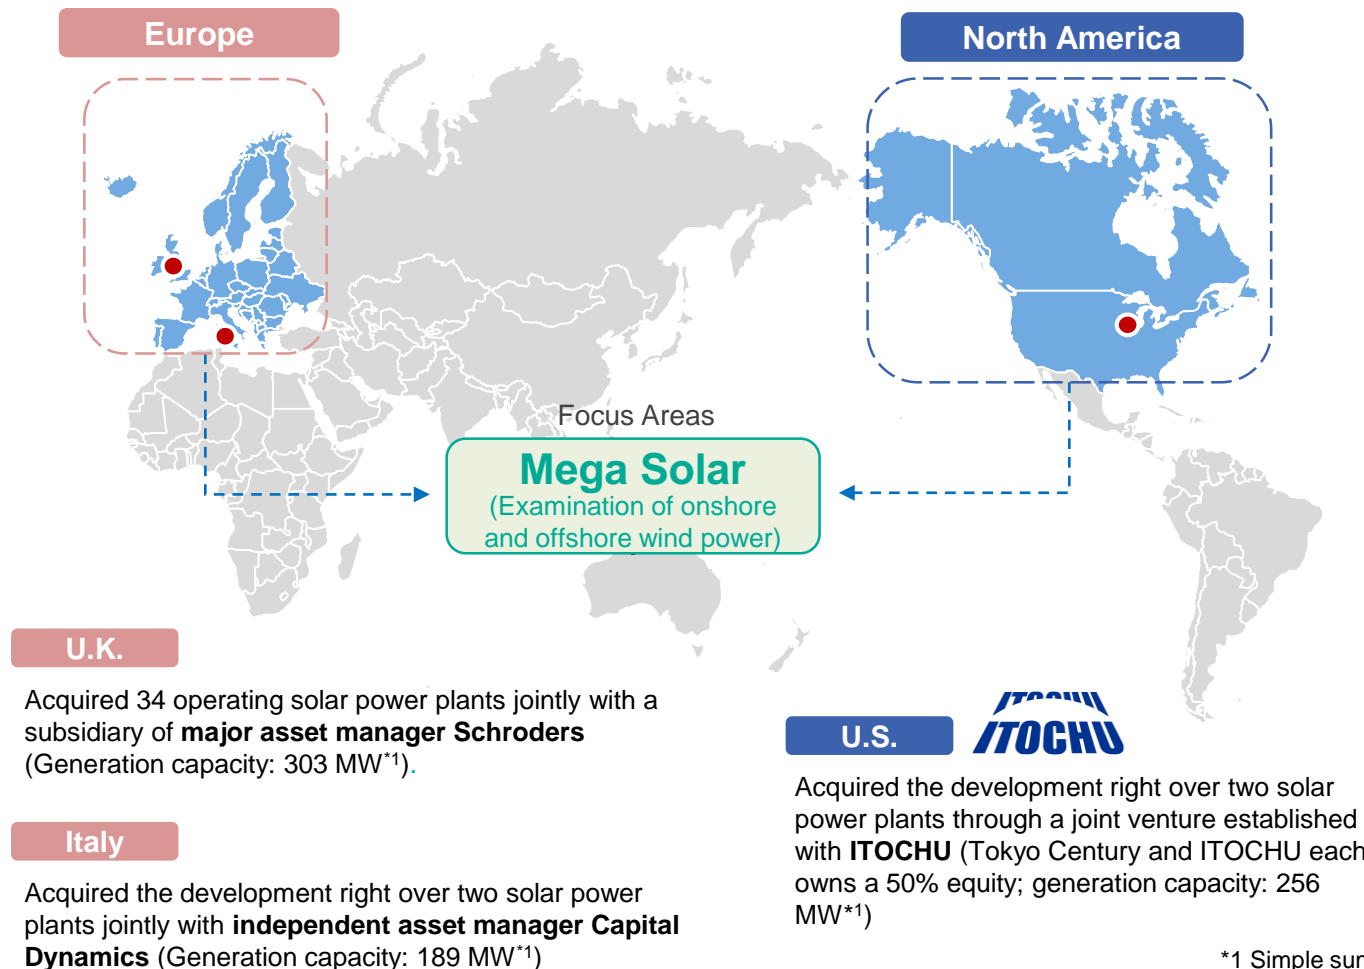 Europe
North America
Focus Areas
Mega Solar
(Examination of onshore
and offshore wind power)
U.K.
Acquired 34 operating solar power plants jointly with a
subsidiary of major asset manager Schroders
(Generation capacity: 303 MW*1).
Italy
Acquired the development right over two solar power
plants jointly with independent asset manager Capital
Dynamics (Generation capacity: 189 MW*1)
U.S.
ITOCHU
ITOCHU
Acquired the development right over two solar
power plants through a joint venture established
with ITOCHU (Tokyo Century and ITOCHU each
owns a 50% equity; generation capacity: 256
MW*1)
*1 Simple sum